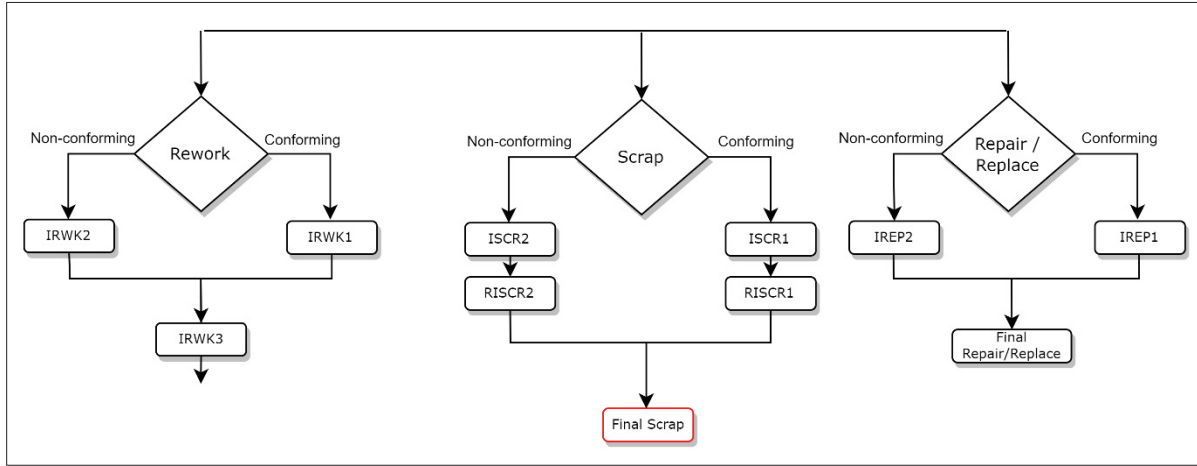 Non-conforming
Rework
Conforming
IRWK2
IRWK1
IRWK3
Non-conforming
Scrap
Conforming
ISCR2
ISCR1
RISCR2
RISCR1
Final Scrap
Non-conforming
Repair /
Replace
Conforming
IREP2
IREP1
Final
Repair/Replace